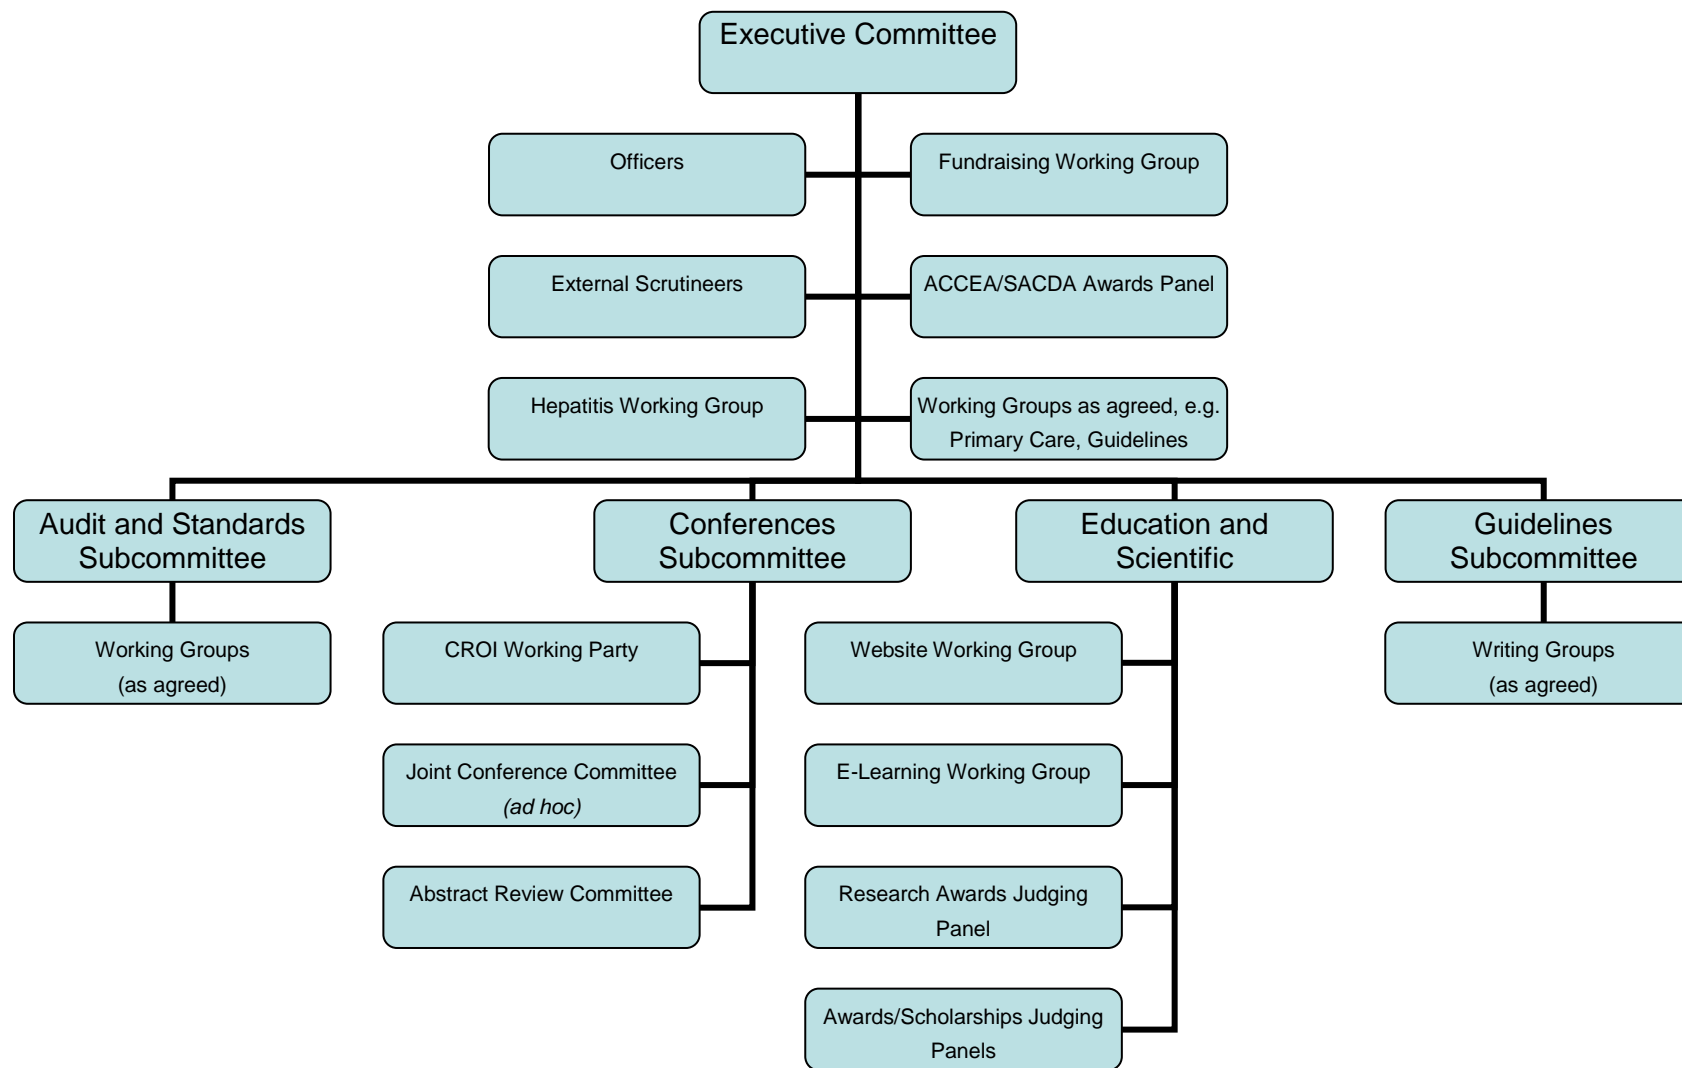 Executive Committee
Officers
Fundraising Working Group
External Scrutineers
ACCEA/SACDA Awards Panel
Hepatitis Working Group
Working Groups as agreed, e.g.
Primary Care, Guidelines
Audit and Standards
Subcommittee
Conferences
Subcommittee
Education and
Scientific
Guidelines
Subcommittee
Working Groups
(as agreed)
CROI Working Party
Website Working Group
Writing Groups
(as agreed)
Joint Conference Committee
(ad hoc)
E-Learning Working Group
Abstract Review Committee
Research Awards Judging
Panel
Awards/Scholarships Judging
Panels